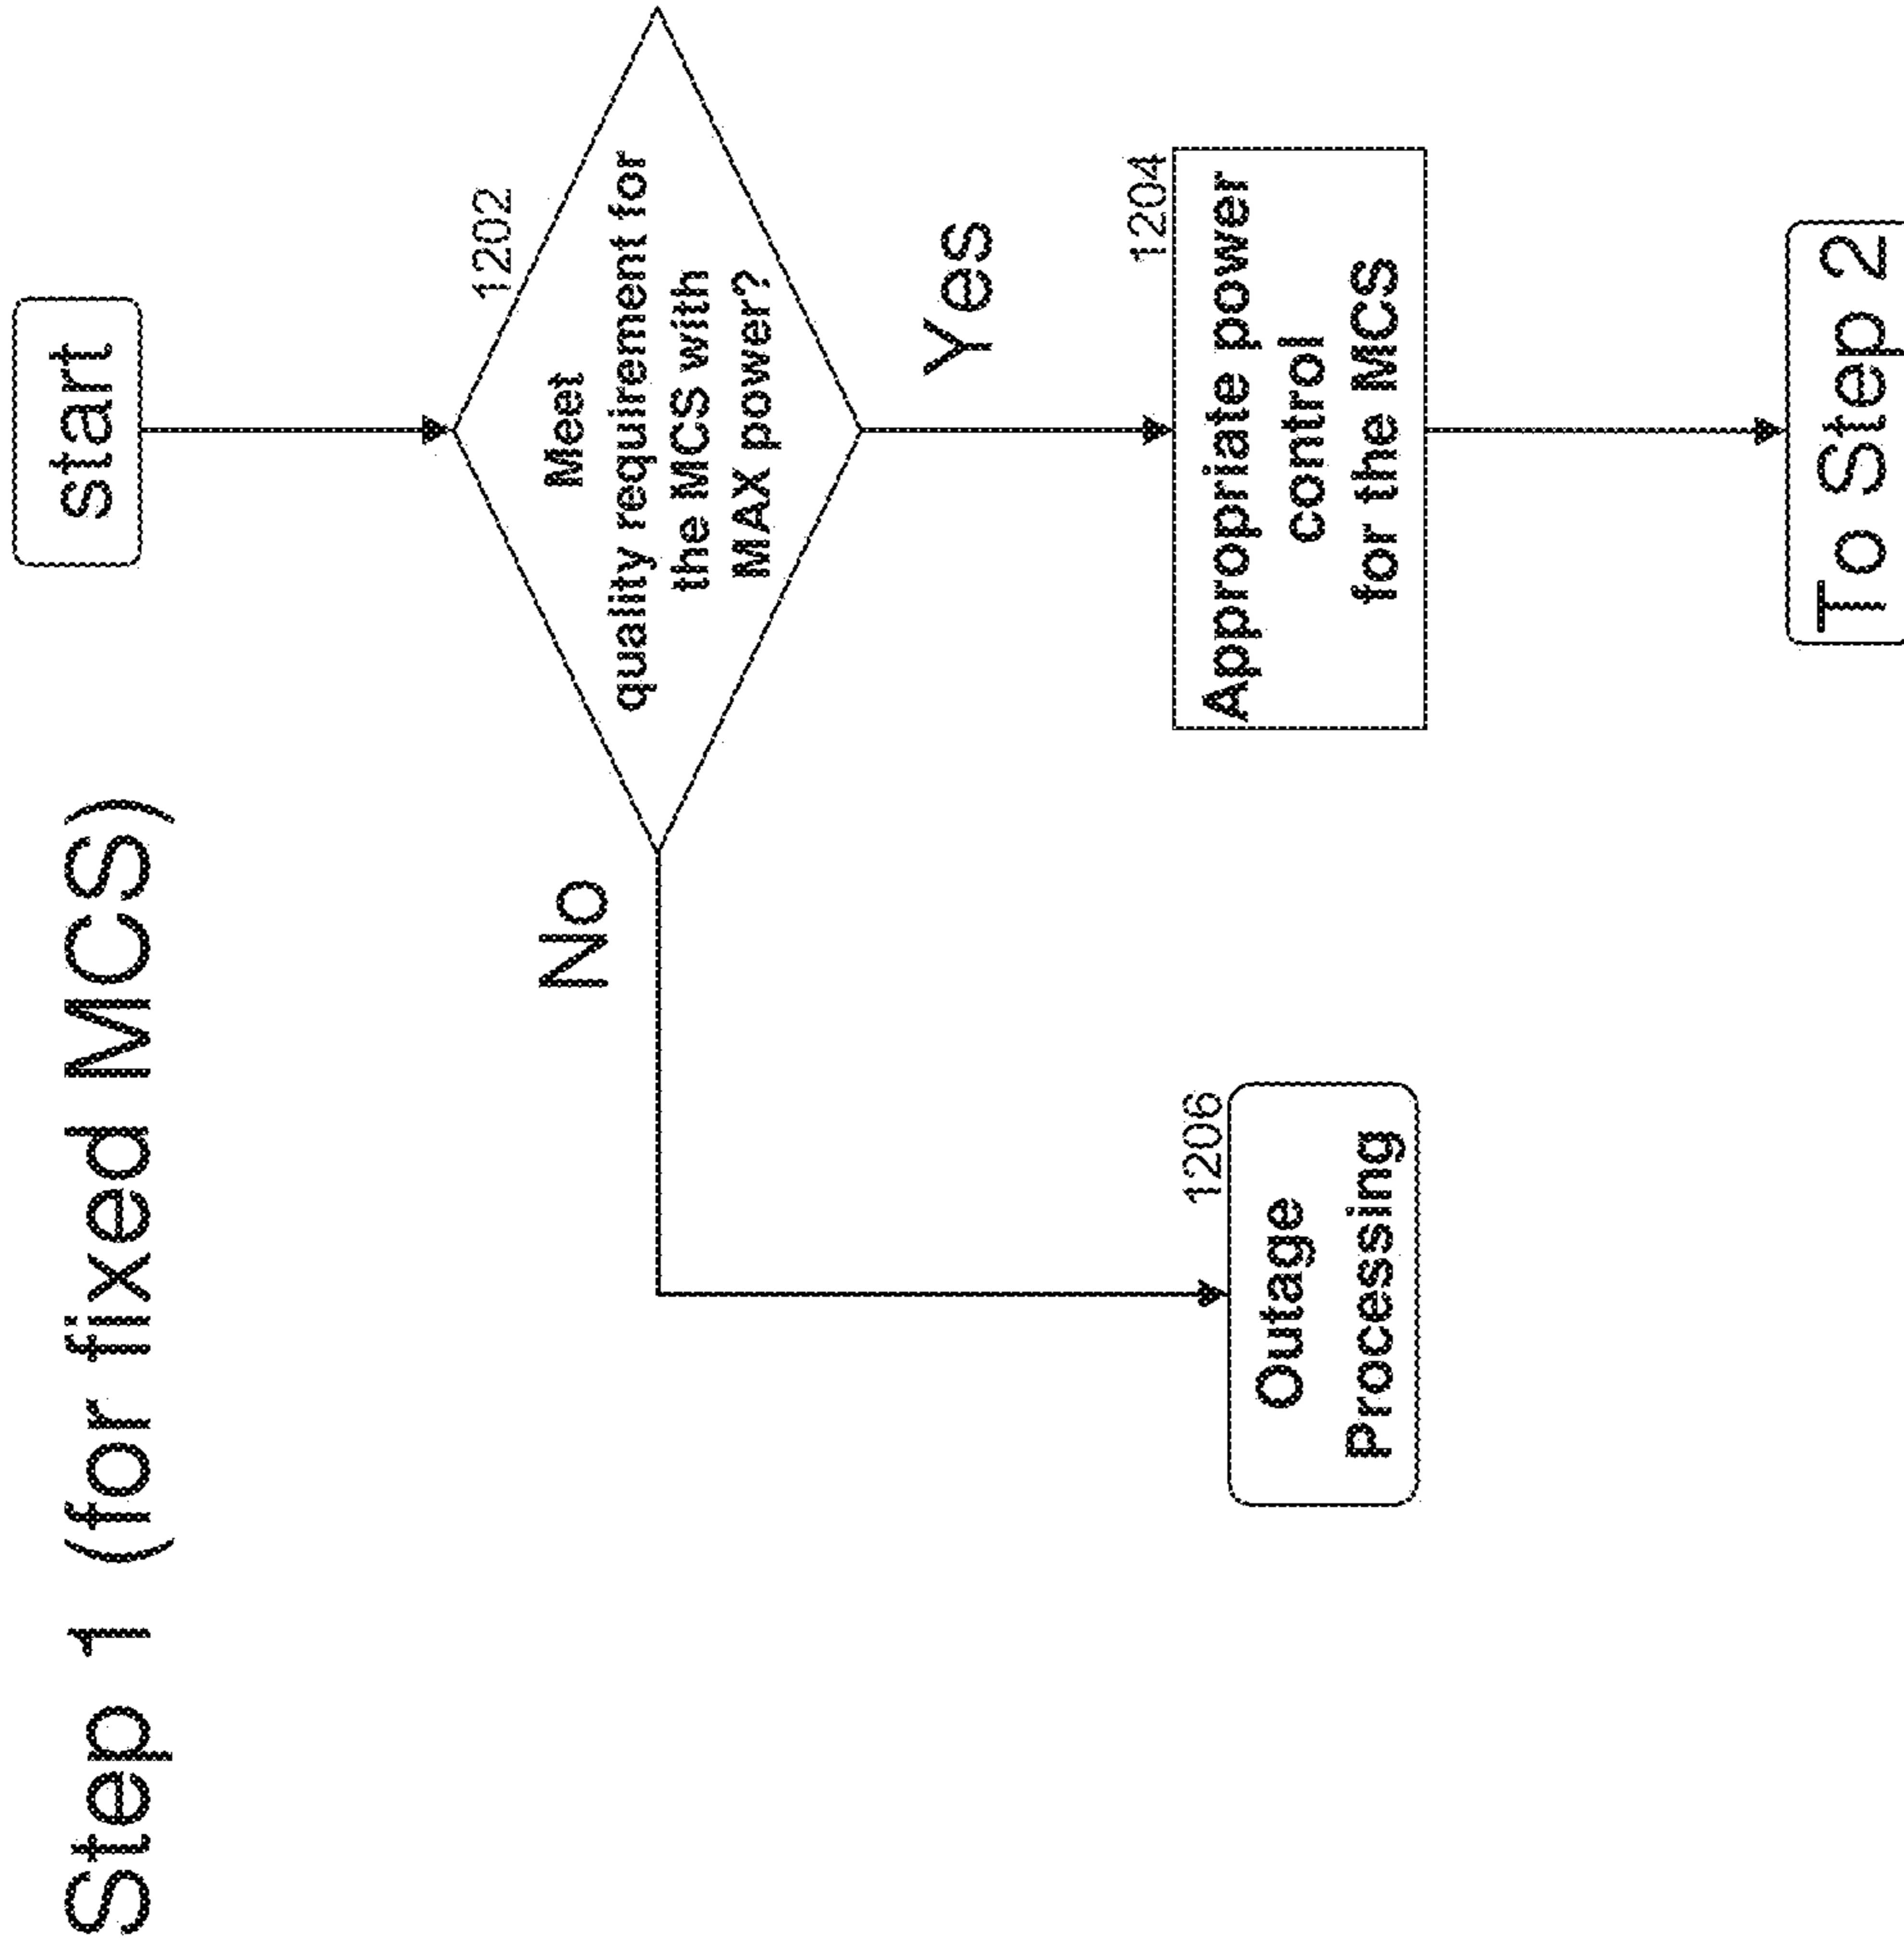 Step 1 (for fixed MCS)
start
1202
Meet
quality requirement for
the MCS with
MAX power?
No
Yes
1204
Appropriate power
control
for the MCS
1206
Outage
Processing
To Step 2